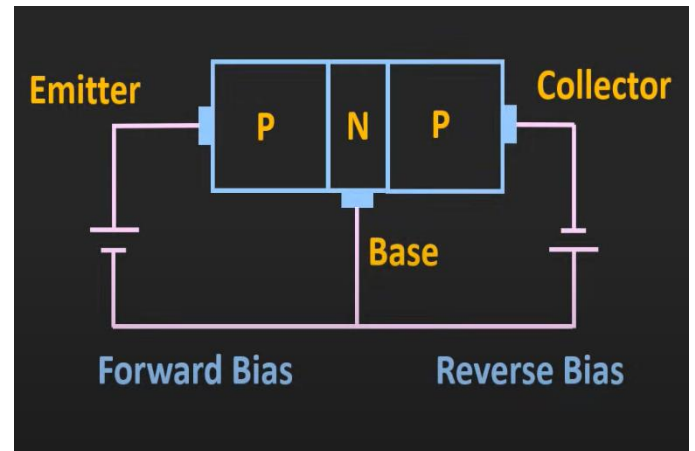 Emitter
Collector
P N P
Base
Forward Bias
Reverse Bias